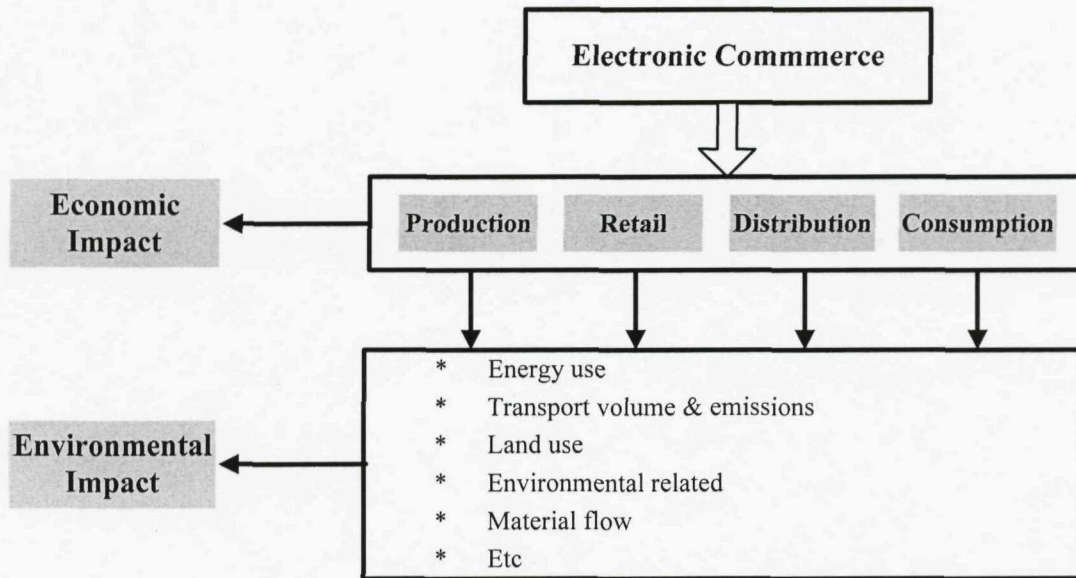 Electronic Commmerce
Economic
Impact
Production
Retail
Distribution
Consumption
* Energy use
* Transport volume & emissions
* Land use
* Environmental related
* Material flow
* Etc
Environmental
Impact